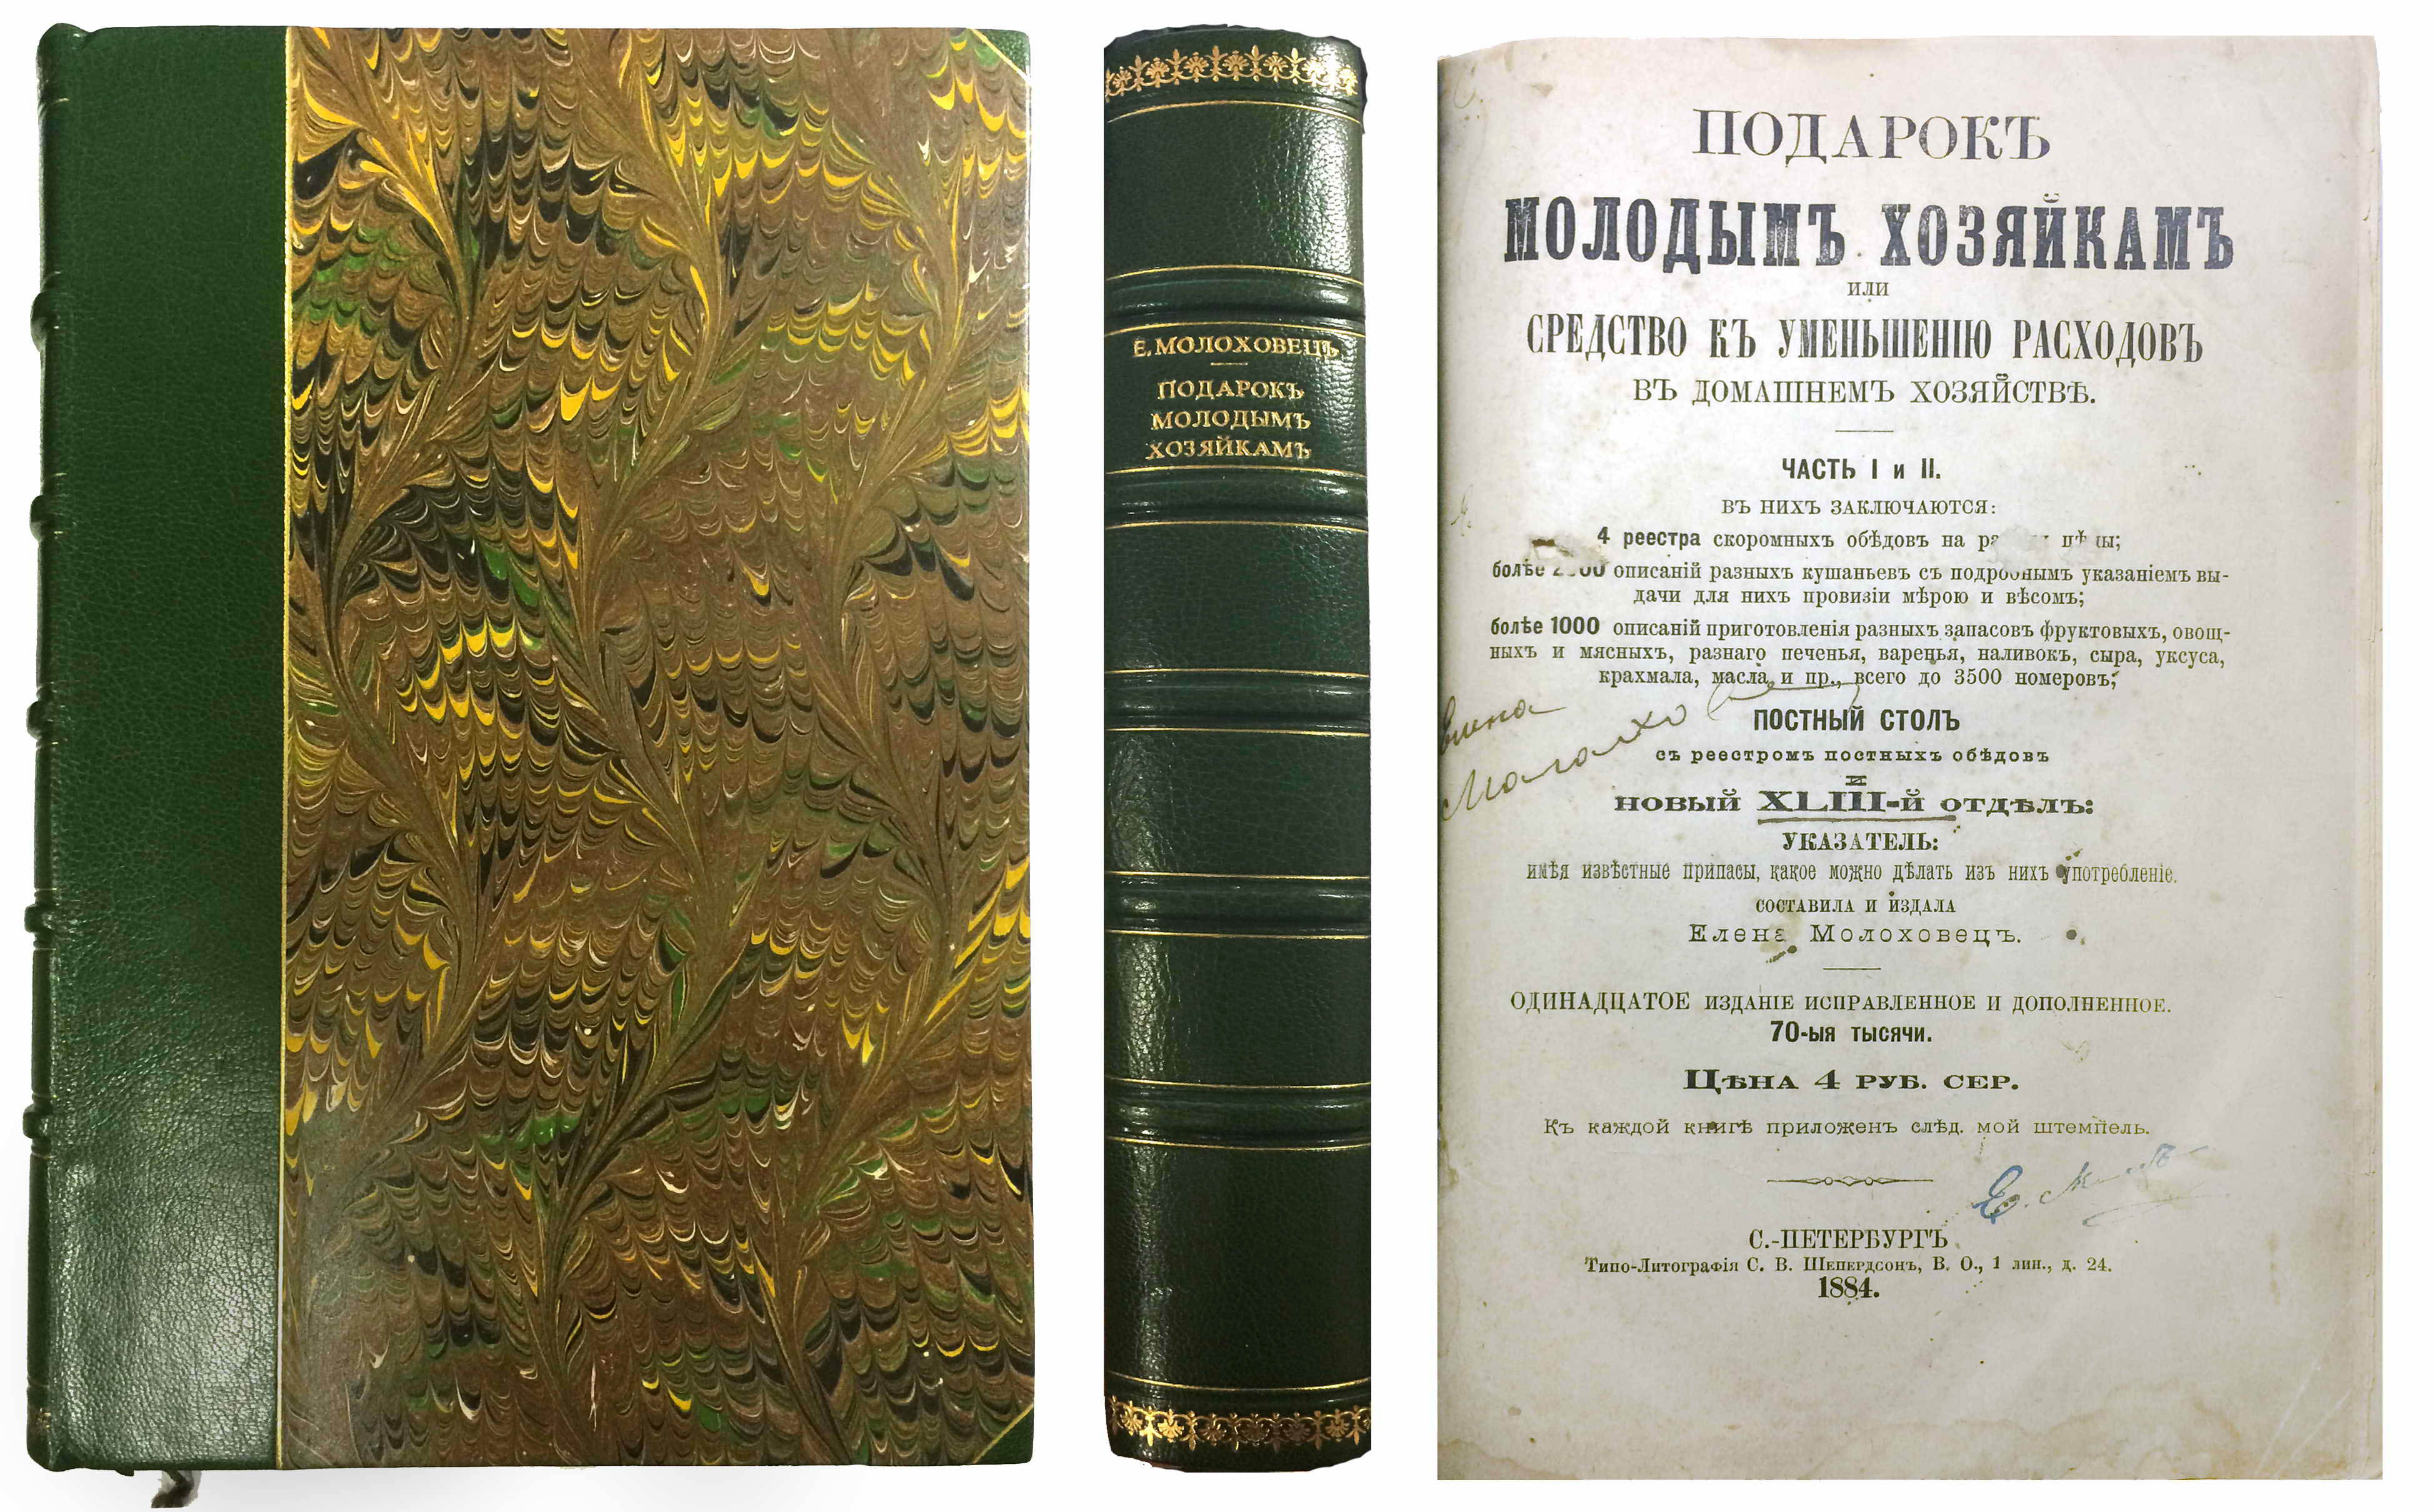 Е. МОЛОХОВЕЦЪ
ПОДАРОКЪ
МОЛОДЫМЪ
ХОЗЯЙКАМЪ
ПОДАРОКЪ
МОЛОДЫМЪ ХОЗЯЙКАМЪ
ИЛИ
СРЕДСТВО КЪ УМЕНЬШЕНІЮ РАСХОДОВЪ
ВЪ ДОМАШНЕМЪ ХОЗЯЙСТВѢ.
ЧАСТЬ I и II.
ВЪ НИХЪ ЗАКЛЮЧАЮТСЯ:
4 реестра скоромныхъ обѣдовъ на
болѣе описаній разныхъ кушаньевъ съ подробнымъ указаніемъ вы-
дачи для нихъ провизіи мѣрою и вѣсомъ;
болѣе 1000 описаній приготовленія разныхъ запасовъ фруктовыхъ, овощ-
ныхъ и мясныхъ, разнаго печенья, варенья, наливокъ, сыра, уксуса,
крахмала, масла и пр., всего до 3500 номеровъ;
ПОСТНЫЙ СТОЛЪ
съ реестромъ постныхъ обѣдовъ
И
НОВЫЙ XLIII-й ОТДѢЛЪ:
УКАЗАТЕЛЬ:
имѣя извѣстные припасы, какое можно дѣлать изъ нихъ употребленіе.
СОСТАВИЛА И ИЗДАЛА
Елена Молоховецъ.
ОДИНАДЦАТОЕ ИЗДАНІЕ ИСПРАВЛЕННОЕ И ДОПОЛНЕННОЕ.
70-ыя тысячи.
ЦѢНА 4 РУБ. СЕР.
Къ каждой книгѣ приложенъ слѣд. мой штемпель.
С.-ПЕТЕРБУРГЪ
Типо-Литографія С. В. Шепердсонъ, В. О., 1 лин., д. 24.
1884.